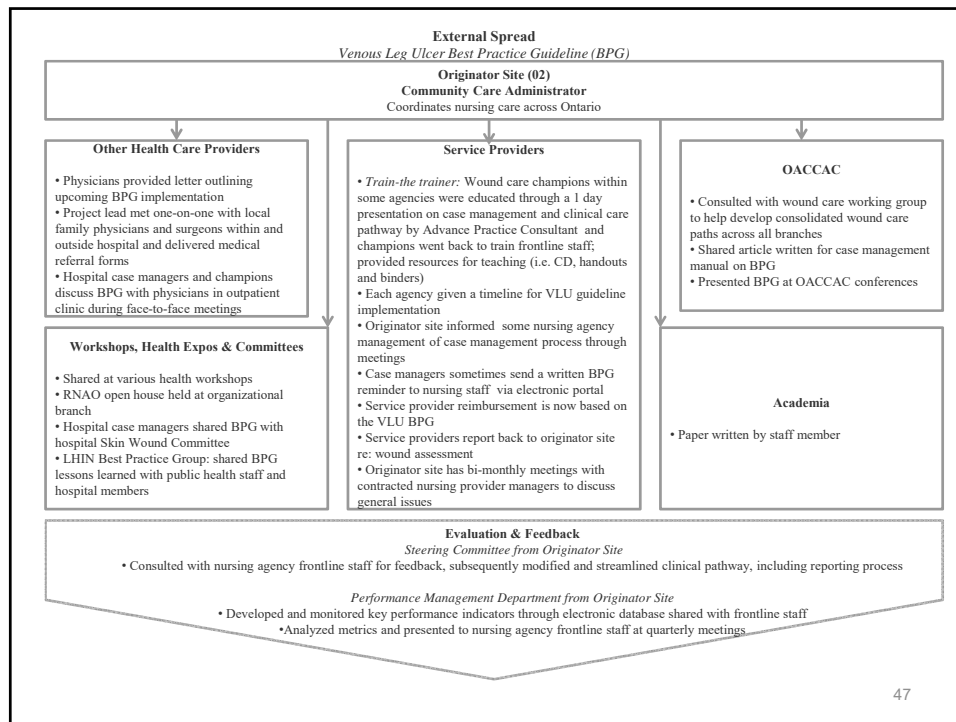 External Spread
Venous Leg Ulcer Best Practice Guideline (BPG)
Originator Site (02)
Community Care Administrator
Coordinates nursing care across Ontario
Other Health Care Providers
• Physicians provided letter outlining
upcoming BPG implementation
• Project lead met one-on-one with local
family physicians and surgeons within and
outside hospital and delivered medical
referral forms
• Hospital case managers and champions
discuss BPG with physicians in outpatient
clinic during face-to-face meetings
Workshops, Health Expos & Committees
• Shared at various health workshops
• RNAO open house held at organizational
branch
• Hospital case managers shared BPG with
hospital Skin Wound Committee
• LHIN Best Practice Group: shared BPG
lessons learned with public health staff and
hospital members
Service Providers
• Train-the trainer: Wound care champions within
some agencies were educated through a 1 day
presentation on case management and clinical care
pathway by Advance Practice Consultant and
champions went back to train frontline staff;
provided resources for teaching (i.e. CD, handouts
and binders)
• Each agency given a timeline for VLU guideline
implementation
• Originator site informed some nursing agency
management of case management process through
meetings
• Case managers sometimes send a written BPG
reminder to nursing staff via electronic portal
• Service provider reimbursement is now based on
the VLU BPG
• Service providers report back to originator site
re: wound assessment
• Originator site has bi-monthly meetings with
contracted nursing provider managers to discuss
general issues
OACCAC
• Consulted with wound care working group
to help develop consolidated wound care
paths across all branches
• Shared article written for case management
manual on BPG
• Presented BPG at OACCAC conferences
Academia
• Paper written by staff member
Evaluation & Feedback
Steering Committee from Originator Site
• Consulted with nursing agency frontline staff for feedback, subsequently modified and streamlined clinical pathway, including reporting process
Performance Management Department from Originator Site
• Developed and monitored key performance indicators through electronic database shared with frontline staff
•Analyzed metrics and presented to nursing agency frontline staff at quarterly meetings
47